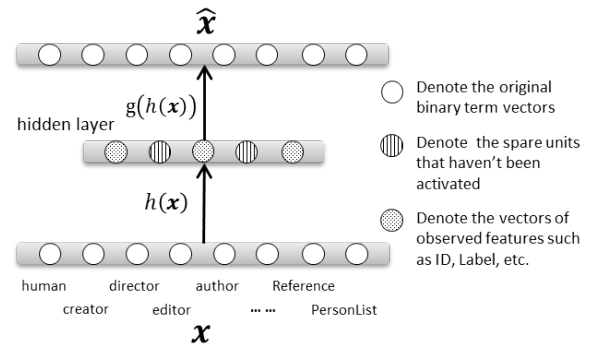 x̂
g(h(x))
hidden layer
h(x)
human
director
author
Reference
creator
editor
... ...
PersonList
x
Denote the original
binary term vectors
Denote the spare units
that haven't been
activated
Denote the vectors of
observed features such
as ID, Label, etc.